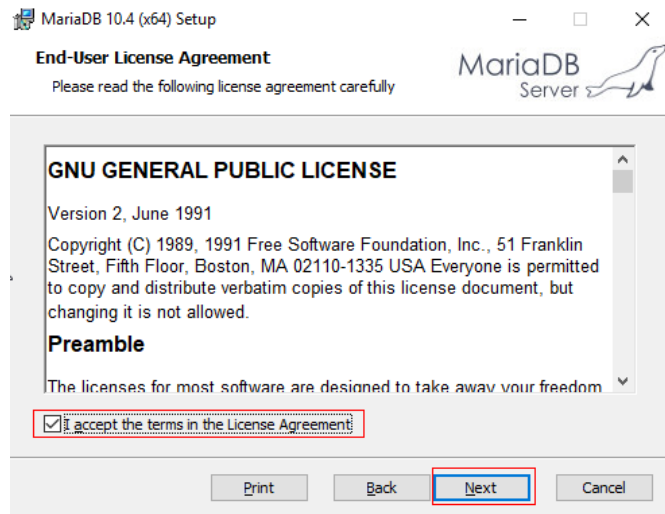 MariaDB 10.4 (x64) Setup
End-User License Agreement
Please read the following license agreement carefully
MariaDB
Server
GNU GENERAL PUBLIC LICENSE
Version 2, June 1991
Copyright (C) 1989, 1991 Free Software Foundation, Inc., 51 Franklin
Street, Fifth Floor, Boston, MA 02110-1335 USA Everyone is permitted
to copy and distribute verbatim copies of this license document, but
changing it is not allowed.
Preamble
The licenses for most software are designed to take away your freedom
I accept the terms in the License Agreement
Print Back Next Cancel